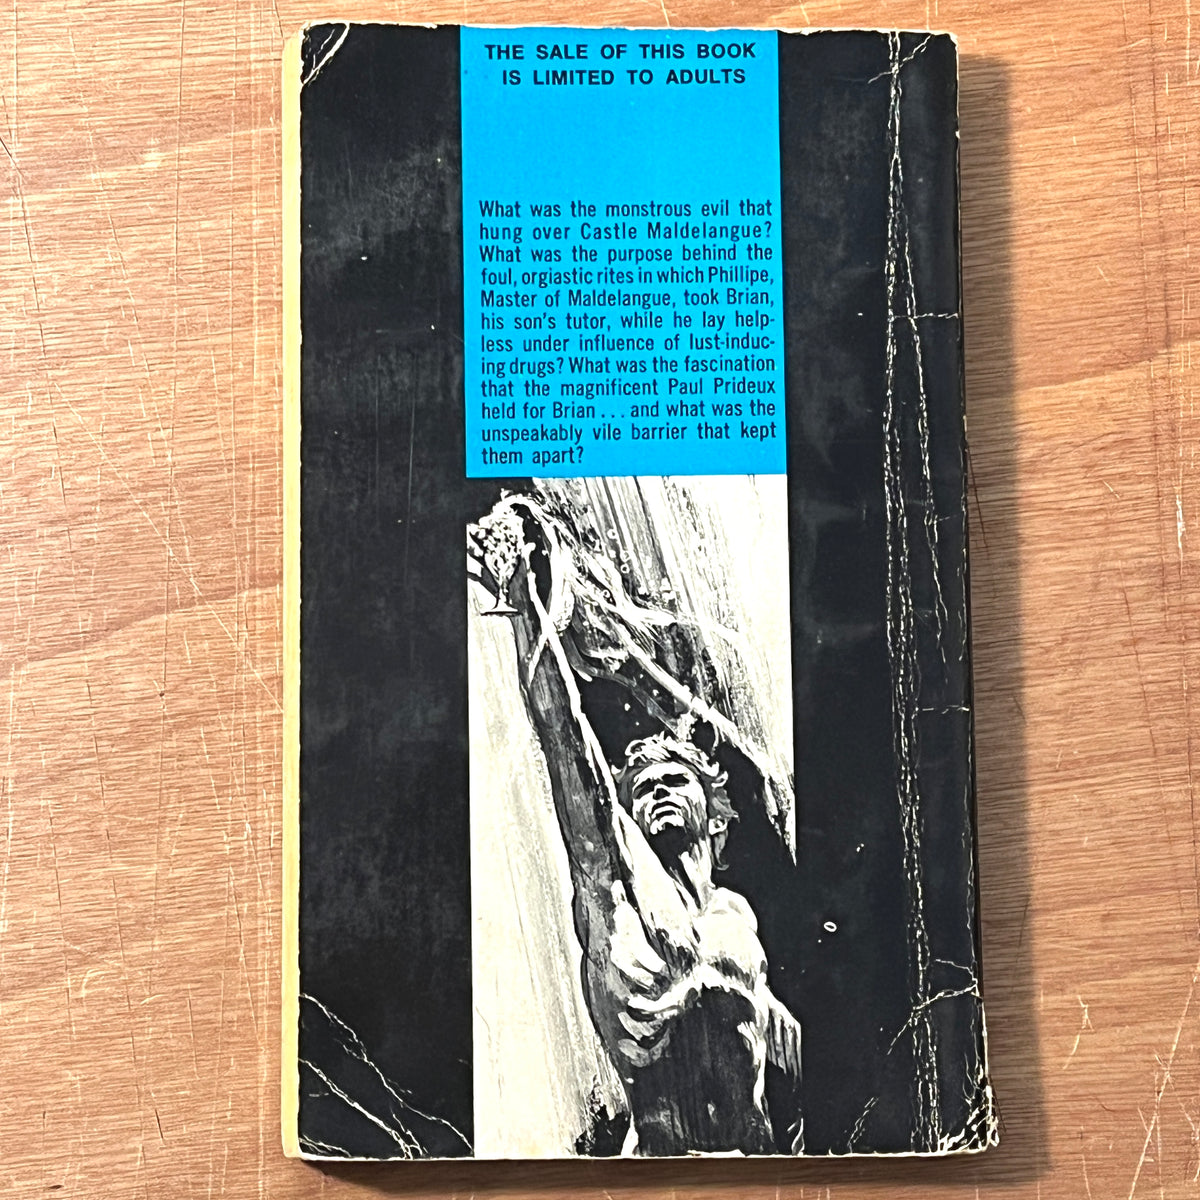 THE SALE OF THIS BOOK
IS LIMITED TO ADULTS
What was the monstrous evil that
hung over Castle Maldelangue?
What was the purpose behind the
foul, orgiastic rites in which Phillipe,
Master of Maldelangue, took Brian,
his son's tutor, while he lay help-
less under influence of lust-induc-
ing drugs? What was the fascination
that the magnificent Paul Prideux
held for Brian . . . and what was the
unspeakably vile barrier that kept
them apart?